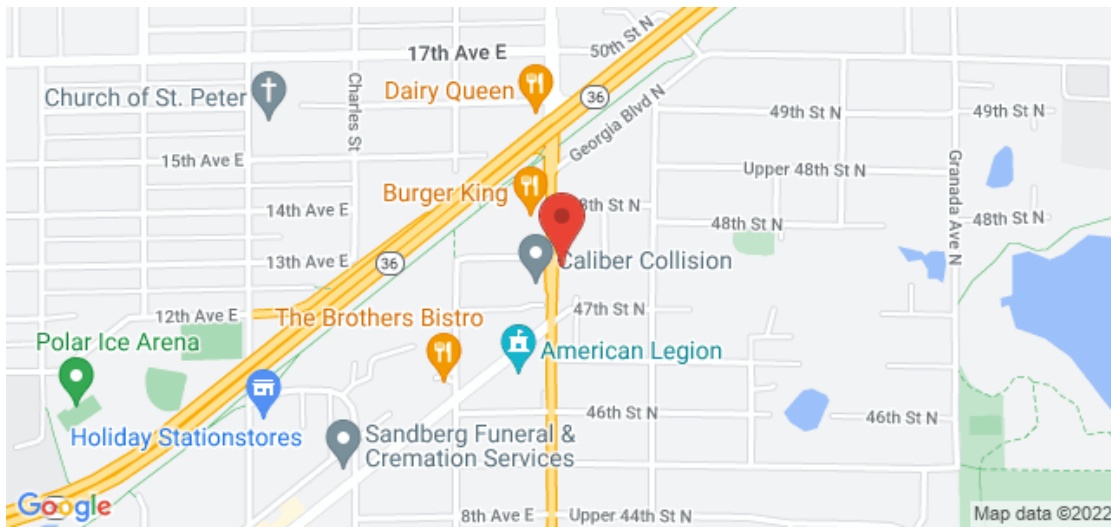 50th St N
17th Ave E
36
Dairy Queen
Church of St. Peter
Charles St
49th St N
49th St N
Georgia Blvd N
15th Ave E
Upper 48th St N
Granada Ave N
Burger King
14th Ave E
8th St N
48th St N
48th St N
13th Ave E
36
Caliber Collision
12th Ave E
The Brothers Bistro
47th St N
Polar Ice Arena
American Legion
46th St N
46th St N
Holiday Stationstores
Sandberg Funeral &
Cremation Services
Google
8th Ave E
Upper 44th St N
Map data ©2022